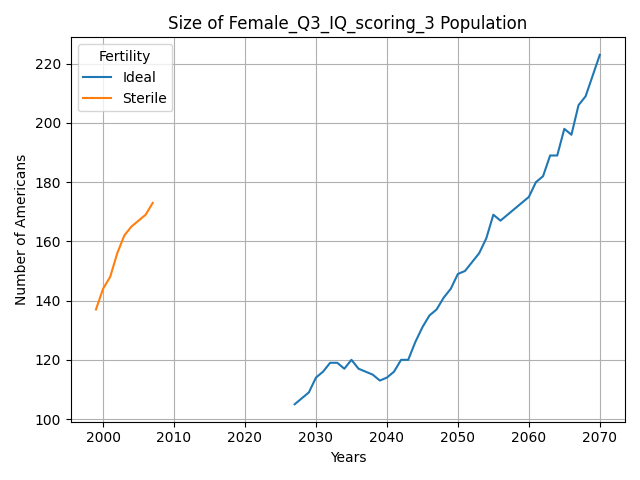 Size of Female_Q3_IQ_scoring_3 Population
Fertility
Ideal
Sterile
Number of Americans
220
200
180
160
140
120
100
2000 2010 2020 2030 2040 2050 2060 2070
Years